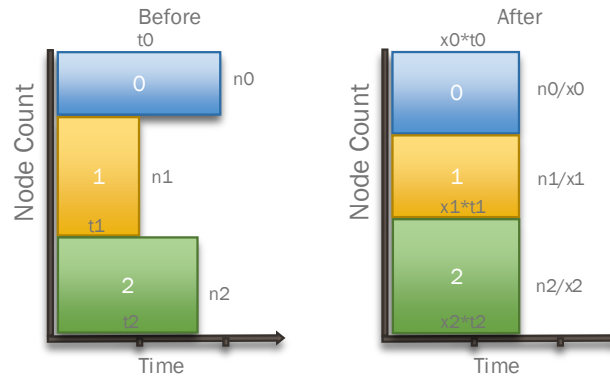 Before
t0
0
n0
1
n1
t1
2
n2
t2
Node Count
Time
After
x0*t0
0
n0/x0
1
n1/x1
x1*t1
2
n2/x2
x2*t2
Node Count
Time